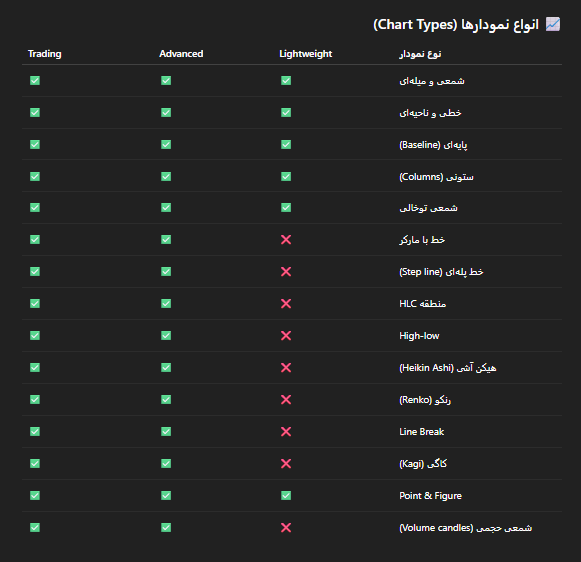 📈 انواع نمودارها (Chart Types)
نوع نمودار Lightweight Advanced Trading
شمعی و میله‌ای ✅ ✅ ✅
خطی و ناحیه‌ای ✅ ✅ ✅
پایه‌ای (Baseline) ✅ ✅ ✅
ستونی (Columns) ✅ ✅ ✅
شمعی توخالی ✅ ✅ ✅
خط با مارکر ❌ ✅ ✅
خط پله‌ای (Step line) ❌ ✅ ✅
منطقه HLC ❌ ✅ ✅
High-low ❌ ✅ ✅
هیکن آشی (Heikin Ashi) ❌ ✅ ✅
رنکو (Renko) ❌ ✅ ✅
Line Break ❌ ✅ ✅
کاگی (Kagi) ❌ ✅ ✅
Point & Figure ✅ ✅ ✅
شمعی حجمی (Volume candles) ❌ ✅ ✅